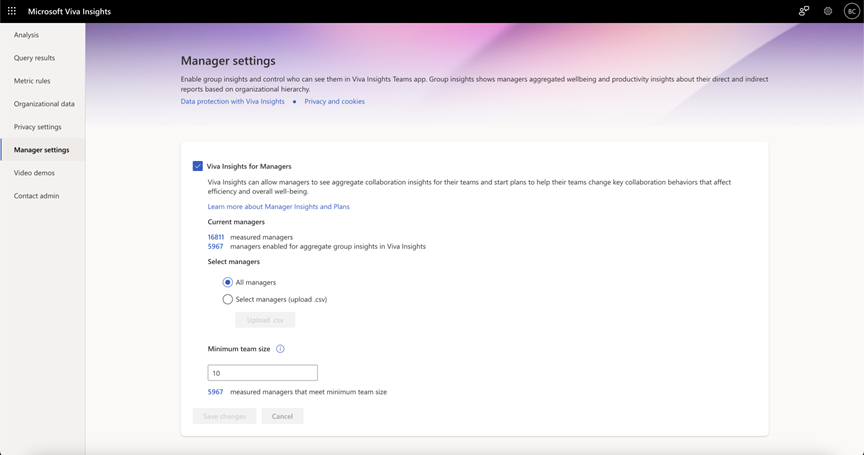 Microsoft Viva Insights
BC
Analysis
Query results
Metric rules
Organizational data
Privacy settings
Manager settings
Video demos
Contact admin
Manager settings
Enable group insights and control who can see them in Viva Insights Teams app. Group insights shows managers aggregated wellbeing and productivity insights about their direct and indirect
reports based on organizational hierarchy.
Data protection with Viva Insights • Privacy and cookies
Viva Insights for Managers
Viva Insights can allow managers to see aggregate collaboration insights for their teams and start plans to help their teams change key collaboration behaviors that affect
efficiency and overall well-being.
Learn more about Manager Insights and Plans
Current managers
16811 measured managers
5967 managers enabled for aggregate group insights in Viva Insights
Select managers
All managers
Select managers (upload .csv)
Upload .csv
Minimum team size
10
5967 measured managers that meet minimum team size
Save changes Cancel